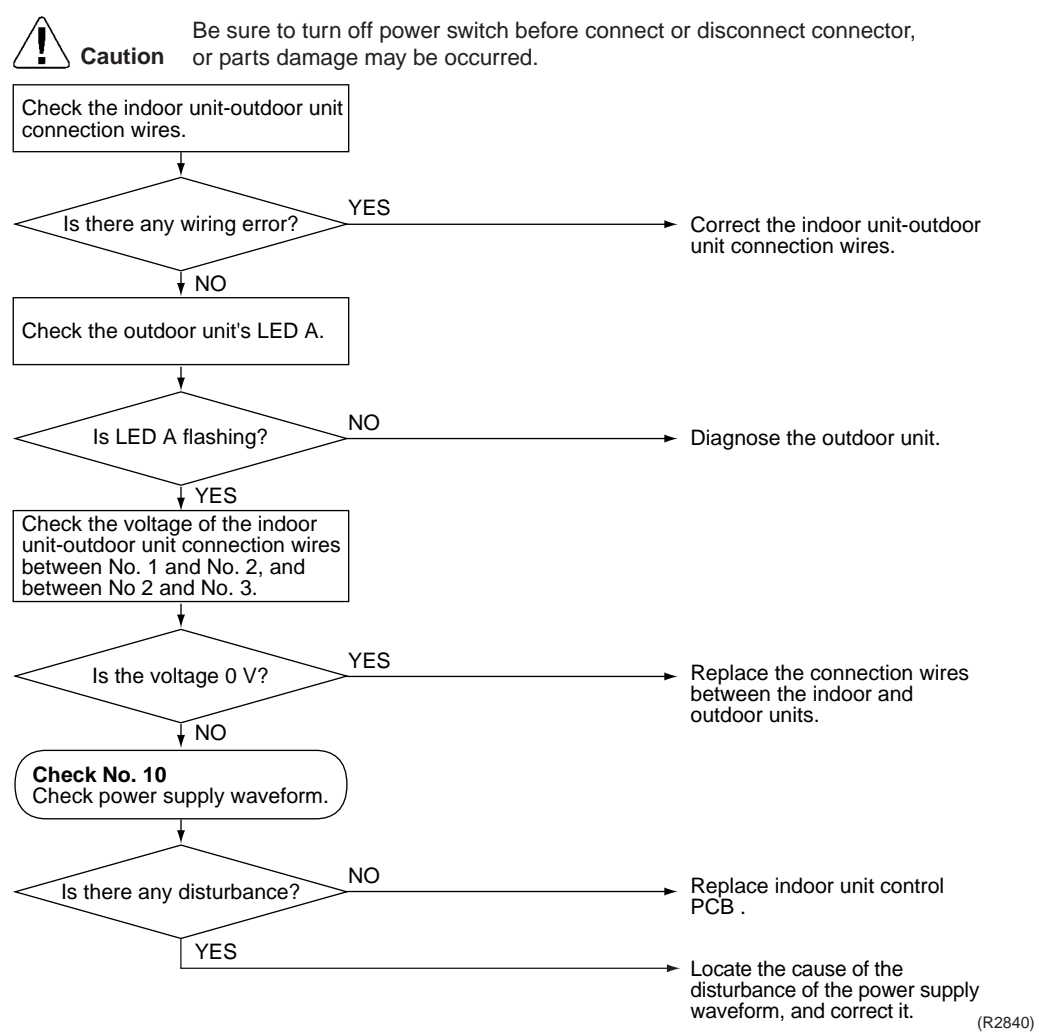 Be sure to turn off power switch before connect or disconnect connector,
Caution or parts damage may be occurred.
Check the indoor unit-outdoor unit
connection wires.
Is there any wiring error?
YES
Correct the indoor unit-outdoor
unit connection wires.
NO
Check the outdoor unit's LED A.
Is LED A flashing?
NO
Diagnose the outdoor unit.
YES
Check the voltage of the indoor
unit-outdoor unit connection wires
between No. 1 and No. 2, and
between No 2 and No. 3.
Is the voltage 0 V?
YES
Replace the connection wires
between the indoor and
outdoor units.
NO
Check No. 10
Check power supply waveform.
Is there any disturbance?
NO
Replace indoor unit control
PCB .
YES
Locate the cause of the
disturbance of the power supply
waveform, and correct it.
(R2840)